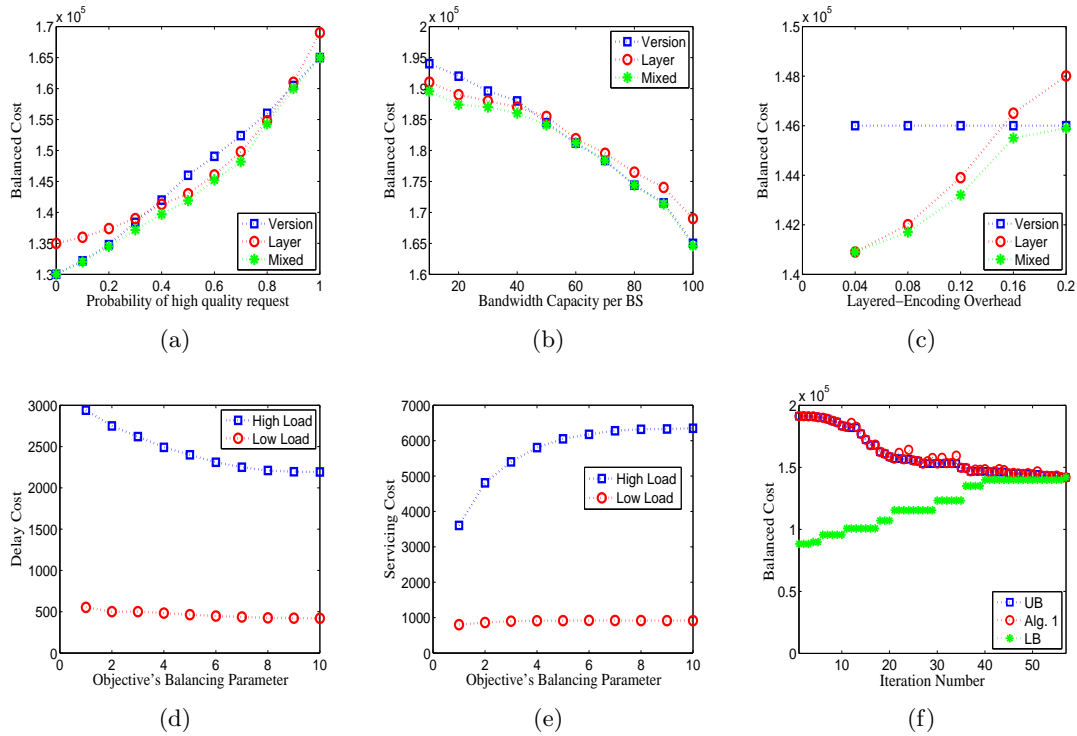 x 10^5
1.7
1.65
1.6
1.55
1.5
1.45
1.4
1.35
1.3
0 0.2 0.4 0.6 0.8 1
Balanced Cost
Probability of high quality request
Version
Layer
Mixed
(a)
x 10^5
2
1.95
1.9
1.85
1.8
1.75
1.7
1.65
1.6
20 40 60 80 100
Balanced Cost
Bandwidth Capacity per BS
Version
Layer
Mixed
(b)
x 10^5
1.5
1.48
1.46
1.44
1.42
1.4
0 0.04 0.08 0.12 0.16 0.2
Balanced Cost
Layered-Encoding Overhead
Version
Layer
Mixed
(c)
3000
2500
2000
1500
1000
500
0
0 2 4 6 8 10
Delay Cost
Objective's Balancing Parameter
High Load
Low Load
(d)
7000
6000
5000
4000
3000
2000
1000
0
0 2 4 6 8 10
Servicing Cost
Objective's Balancing Parameter
High Load
Low Load
(e)
x 10^5
2
1.5
1
0.5
0
10 20 30 40 50
Balanced Cost
Iteration Number
UB
Alg. 1
LB
(f)